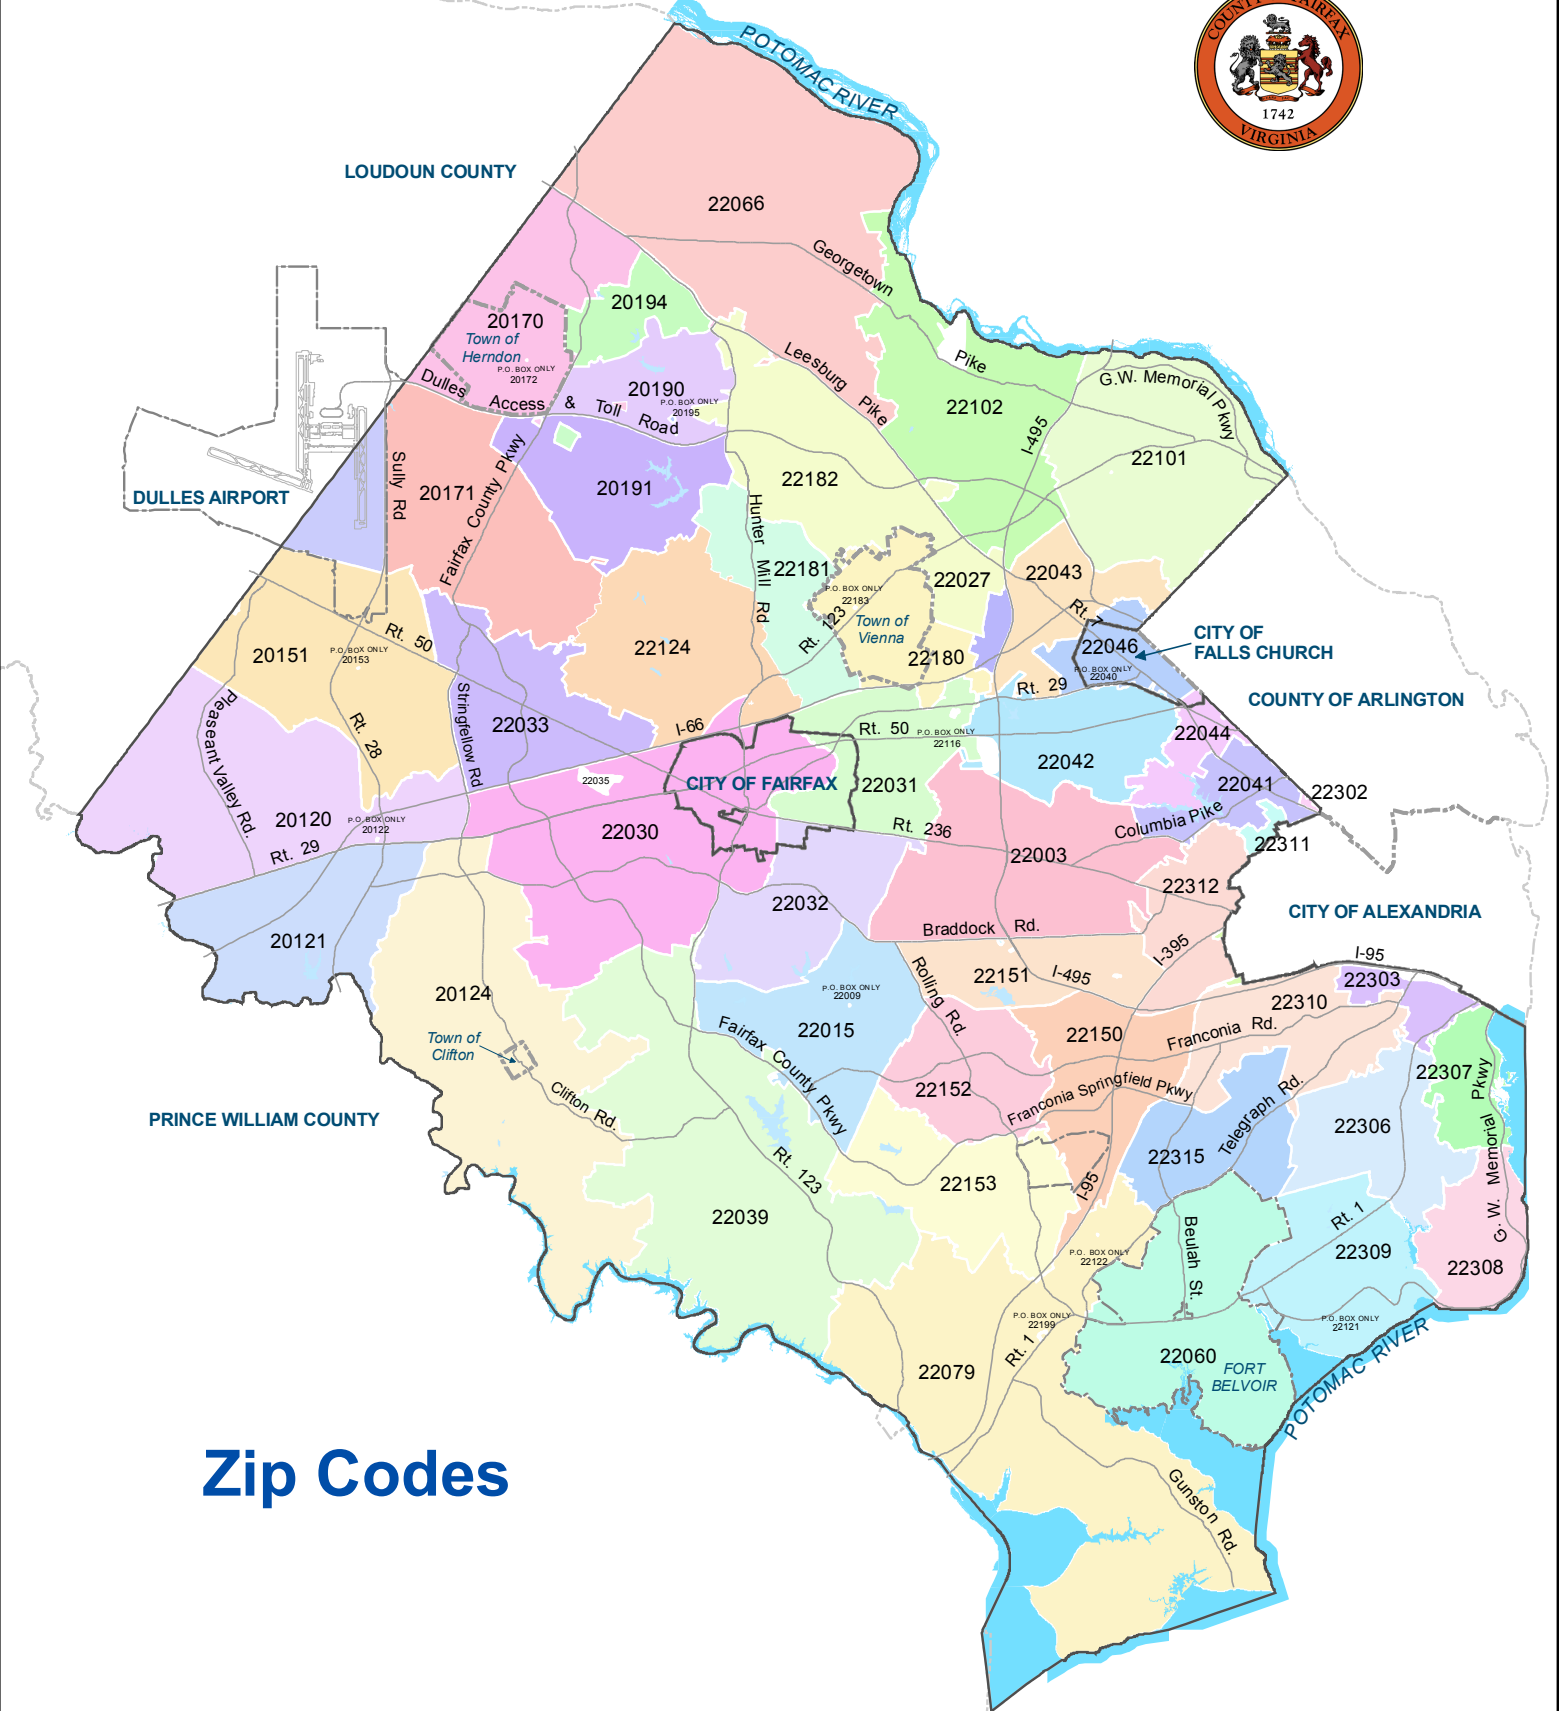 COUNTY OF FAIRFAX
1742
VIRGINIA
POTOMAC RIVER
LOUDOUN COUNTY
22066
Georgetown
Pike
20194
20170
Town of
Herndon
P.O. BOX ONLY
20172
Leesburg
Pike
G.W. Memorial Pkwy
Dulles
Access
&
Toll
Road
20190
P.O. BOX ONLY
20195
22102
I-495
22101
Sully Rd
20171
Fairfax County Pkwy
20191
22182
DULLES AIRPORT
Hunter Mill Rd
22181
P.O. BOX ONLY
22183
22027
22043
Rt. 123
Town of
Vienna
Rt. 7
CITY OF
FALLS CHURCH
22046
P.O. BOX ONLY
22040
Rt. 50
20151
P.O. BOX ONLY
20153
22124
22180
Rt. 29
COUNTY OF ARLINGTON
Pleaseant Valley Rd.
Rt. 28
Stringfellow Rd
22033
I-66
Rt. 50
P.O. BOX ONLY
22116
22044
22042
22035
CITY OF FAIRFAX
22031
22041
22302
20120
P.O. BOX ONLY
20122
Rt. 29
22030
Rt. 236
Columbia Pike
22311
22003
22312
22032
CITY OF ALEXANDRIA
20121
Braddock Rd.
I-395
I-95
22303
22151
I-495
Rolling Rd.
20124
P.O. BOX ONLY
22009
22310
Town of
Clifton
22015
Fairfax County Pkwy
22150
Franconia Rd.
22307
22152
Franconia Springfield Pkwy
Telegraph Rd.
G. W. Memorial Pkwy
PRINCE WILLIAM COUNTY
Clifton Rd.
22306
22315
Rt. 123
22153
I-95
22039
Beulah St.
Rt. 1
22309
P.O. BOX ONLY
22122
22308
P.O. BOX ONLY
22199
P.O. BOX ONLY
22121
Rt. 1
22060
FORT
BELVOIR
POTOMAC RIVER
22079
Zip Codes
Gunston Rd.